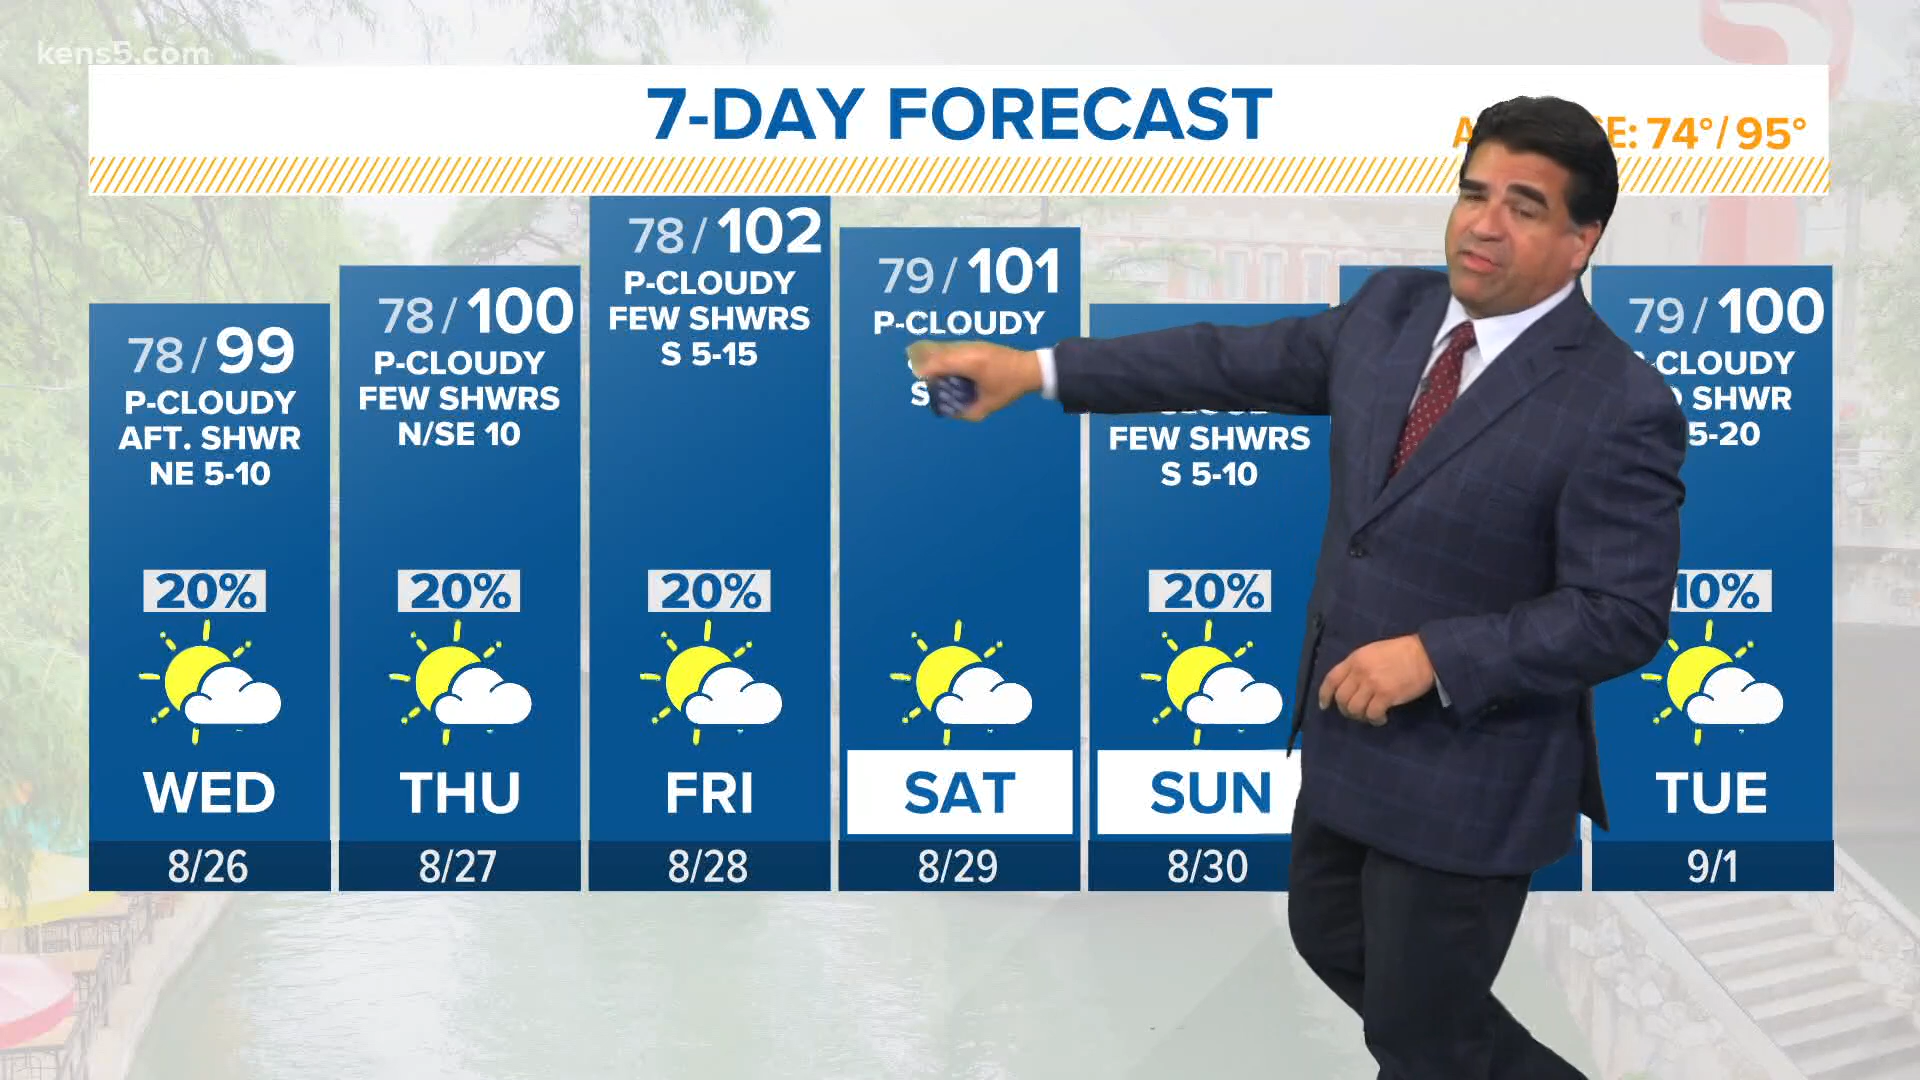 kens5.com
7-DAY FORECAST
74°/95°
78/99
P-CLOUDY
AFT. SHWR
NE 5-10
20%
WED
8/26
78/100
P-CLOUDY
FEW SHWRS
N/SE 10
20%
THU
8/27
78/102
P-CLOUDY
FEW SHWRS
S 5-15
20%
FRI
8/28
79/101
P-CLOUDY
SAT
8/29
FEW SHWRS
S 5-10
20%
SUN
8/30
79/100
SHWR
5-20
10%
TUE
9/1